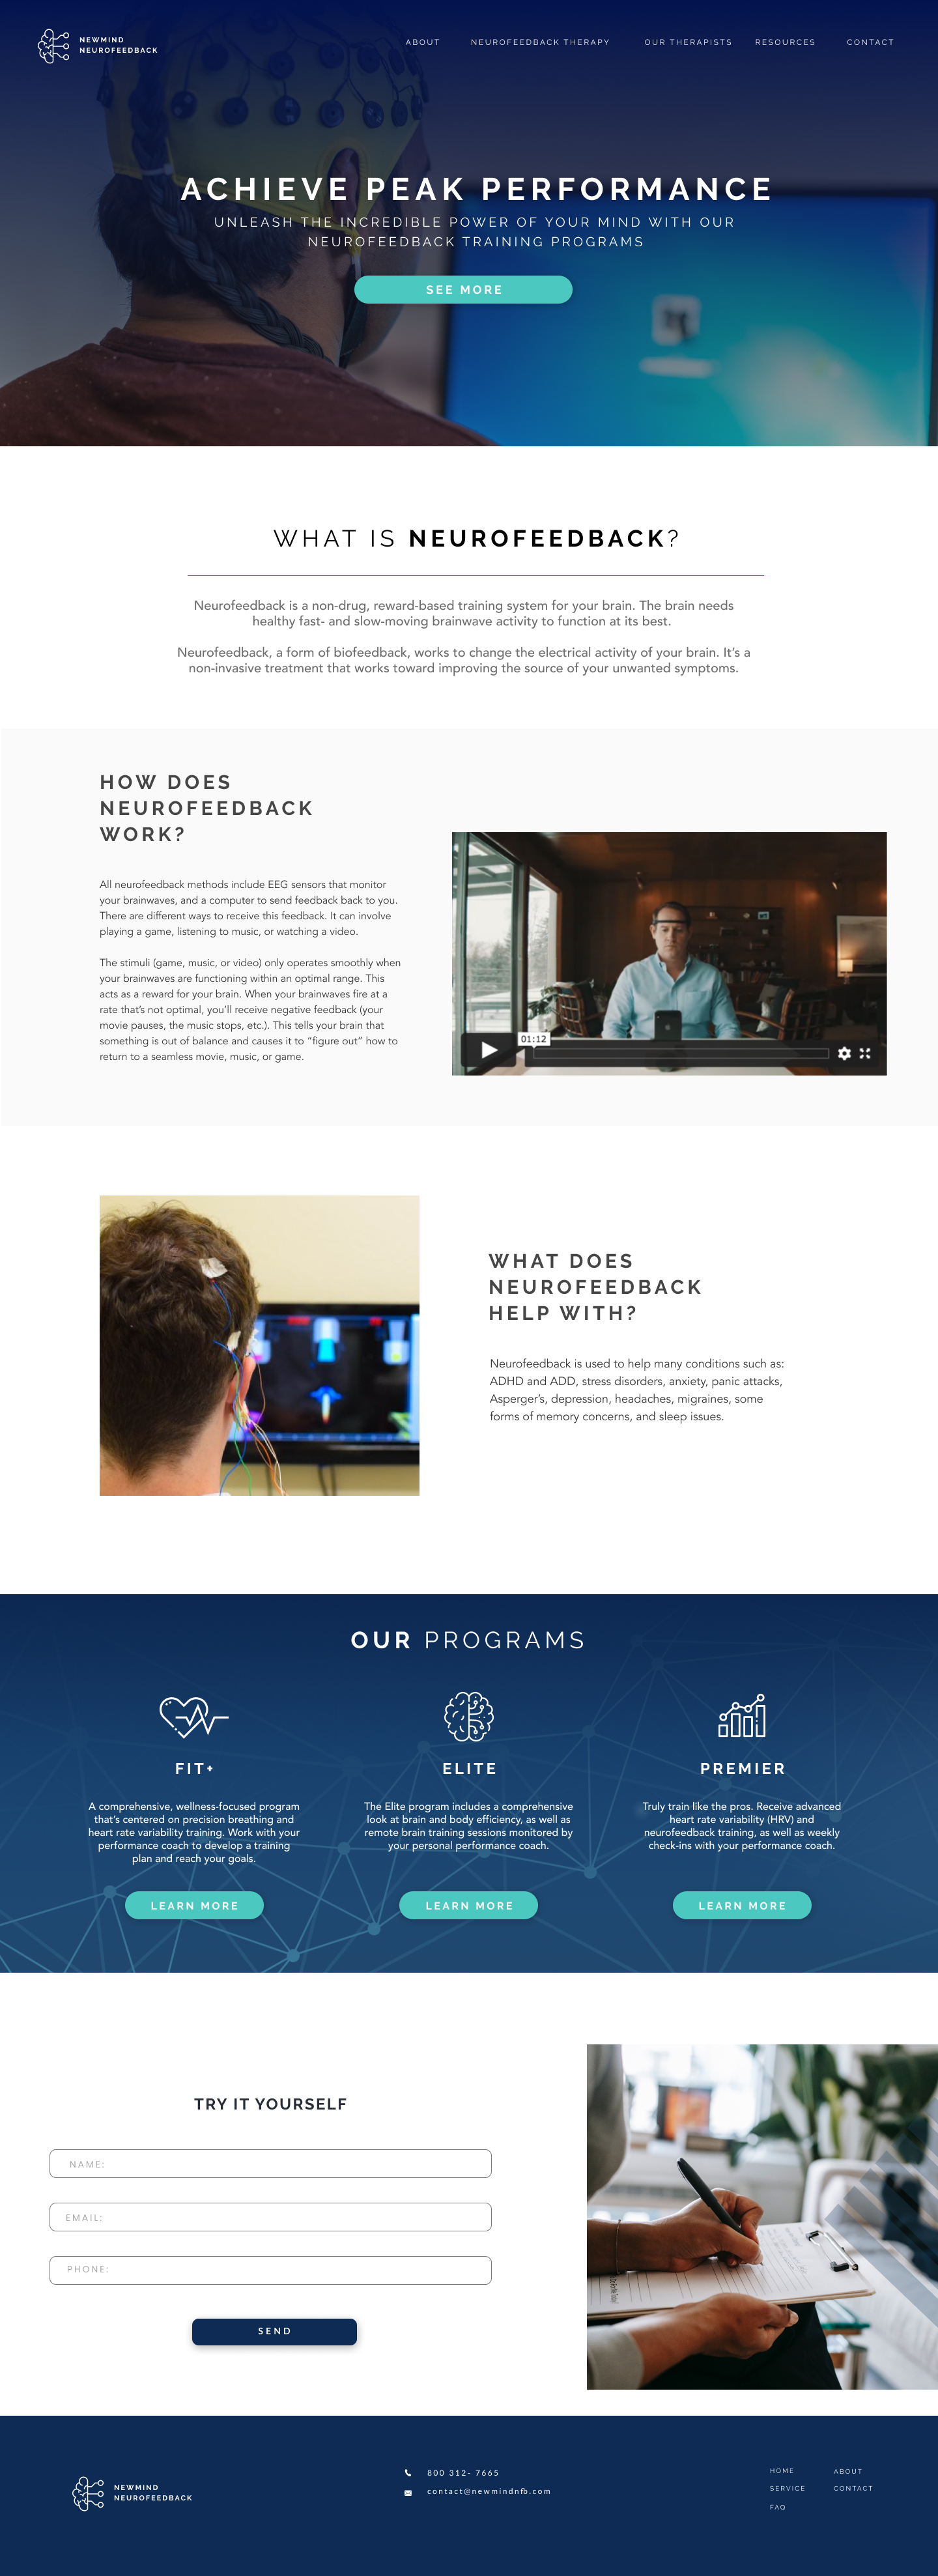 NEWMIND
NEUROFEEDBACK
ABOUT
NEUROFEEDBACK THERAPY
OUR THERAPISTS
RESOURCES
CONTACT
ACHIEVE PEAK PERFORMANCE
UNLEASH THE INCREDIBLE POWER OF YOUR MIND WITH OUR
NEUROFEEDBACK TRAINING PROGRAMS
SEE MORE
WHAT IS NEUROFEEDBACK?
Neurofeedback is a non-drug, reward-based training system for your brain. The brain needs
healthy fast- and slow-moving brainwave activity to function at its best.
Neurofeedback, a form of biofeedback, works to change the electrical activity of your brain. It’s a
non-invasive treatment that works toward improving the source of your unwanted symptoms.
HOW DOES
NEUROFEEDBACK
WORK?
All neurofeedback methods include EEG sensors that monitor
your brainwaves, and a computer to send feedback back to you.
There are different ways to receive this feedback. It can involve
playing a game, listening to music, or watching a video.
The stimuli (game, music, or video) only operates smoothly when
your brainwaves are functioning within an optimal range. This
acts as a reward for your brain. When your brainwaves fire at a
rate that’s not optimal, you’ll receive negative feedback (your
movie pauses, the music stops, etc.). This tells your brain that
something is out of balance and causes it to “figure out” how to
return to a seamless movie, music, or game.
01:12
WHAT DOES
NEUROFEEDBACK
HELP WITH?
Neurofeedback is used to help many conditions such as:
ADHD and ADD, stress disorders, anxiety, panic attacks,
Asperger’s, depression, headaches, migraines, some
forms of memory concerns, and sleep issues.
OUR PROGRAMS
FIT+
A comprehensive, wellness-focused program
that’s centered on precision breathing and
heart rate variability training. Work with your
performance coach to develop a training
plan and reach your goals.
LEARN MORE
ELITE
The Elite program includes a comprehensive
look at brain and body efficiency, as well as
remote brain training sessions monitored by
your personal performance coach.
LEARN MORE
PREMIER
Truly train like the pros. Receive advanced
heart rate variability (HRV) and
neurofeedback training, as well as weekly
check-ins with your performance coach.
LEARN MORE
TRY IT YOURSELF
NAME:
EMAIL:
PHONE:
SEND
NEWMIND
NEUROFEEDBACK
800 312- 7665
contact@newmindnfb.com
HOME
ABOUT
SERVICE
CONTACT
FAQ